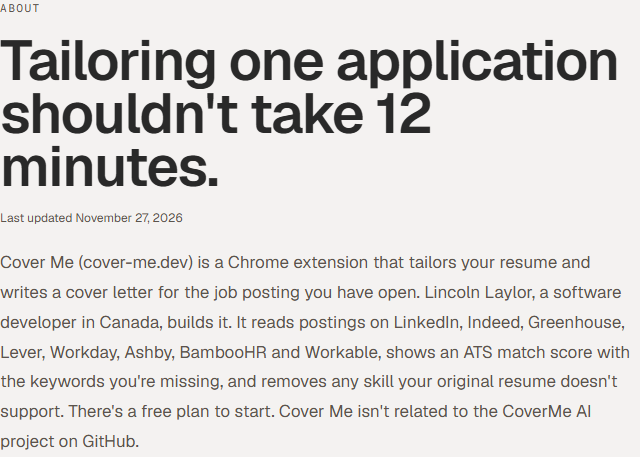 ABOUT
Tailoring one application
shouldn't take 12
minutes.
Last updated November 27, 2026
Cover Me (cover-me.dev) is a Chrome extension that tailors your resume and
writes a cover letter for the job posting you have open. Lincoln Laylor, a software
developer in Canada, builds it. It reads postings on LinkedIn, Indeed, Greenhouse,
Lever, Workday, Ashby, BambooHR and Workable, shows an ATS match score with
the keywords you're missing, and removes any skill your original resume doesn't
support. There's a free plan to start. Cover Me isn't related to the CoverMe AI
project on GitHub.